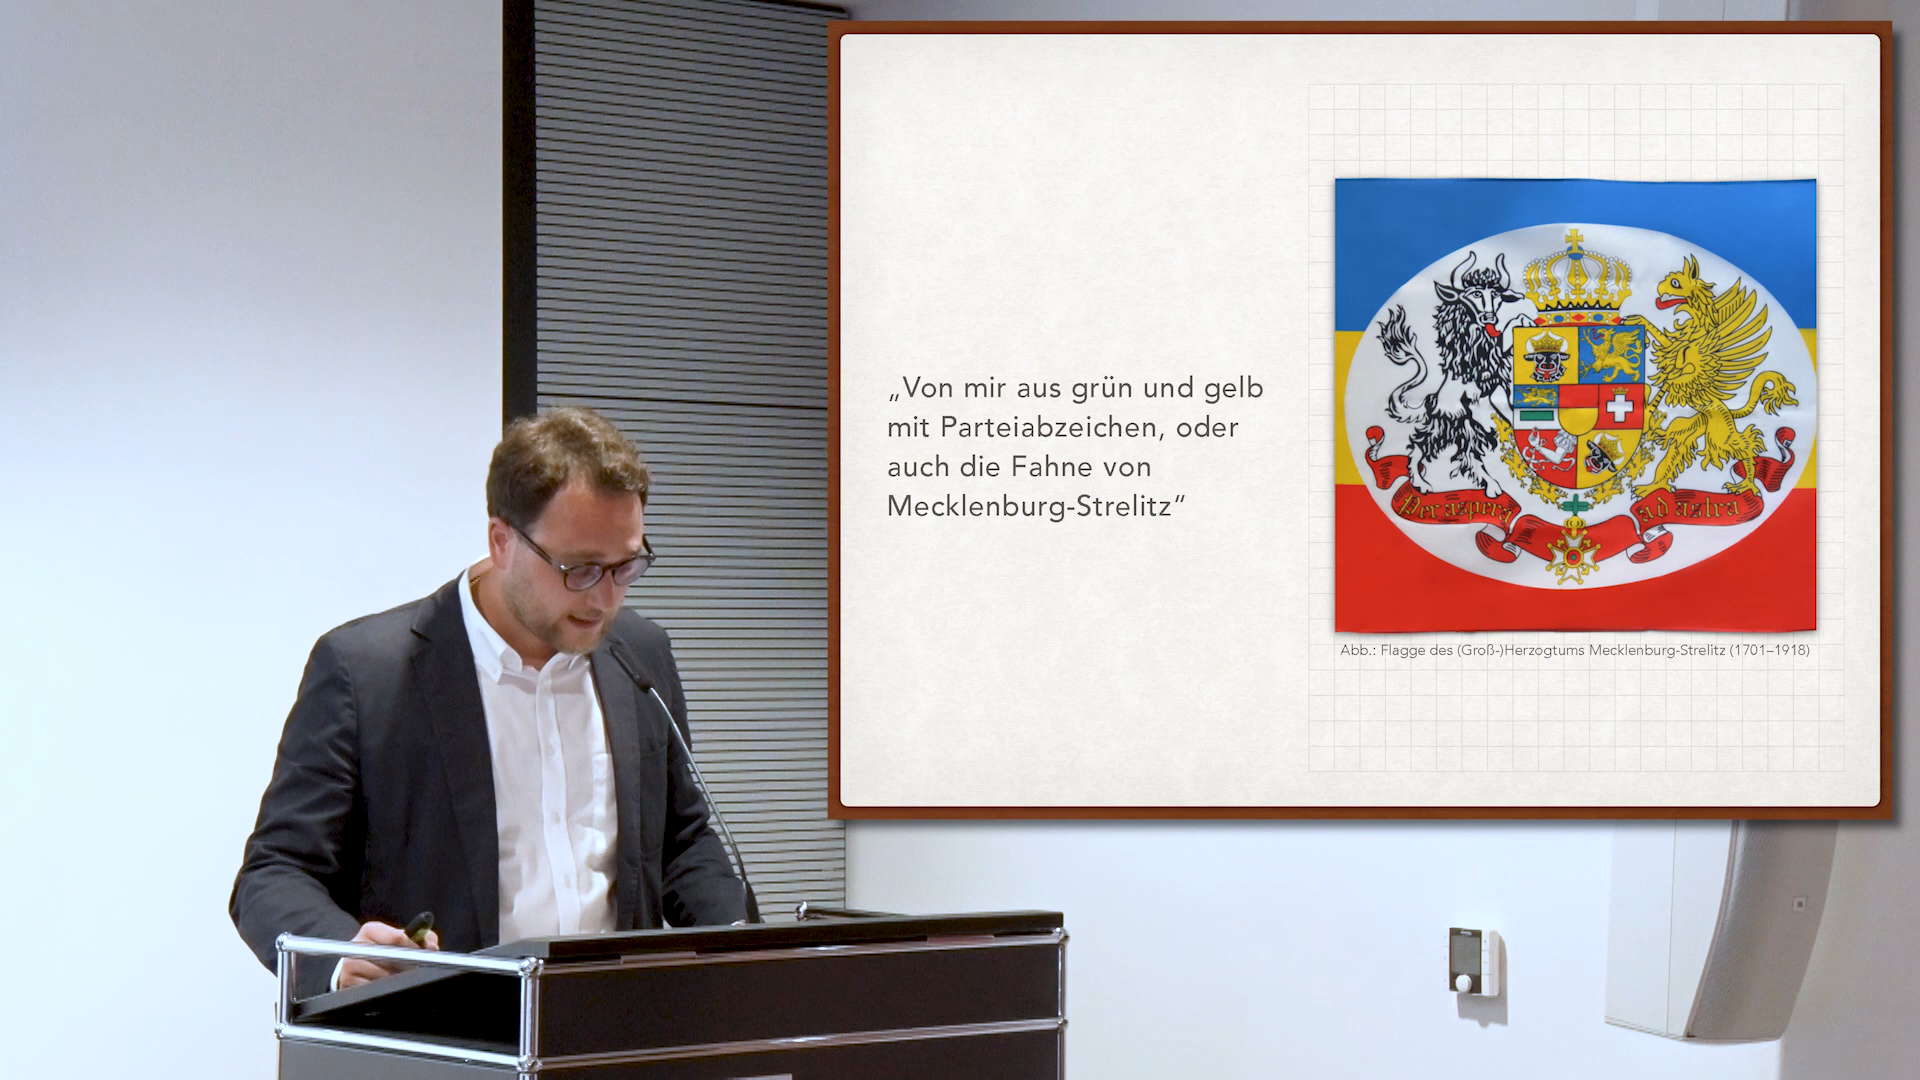 „Von mir aus grün und gelb
mit Parteiabzeichen, oder
auch die Fahne von
Mecklenburg-Strelitz“
Per aspera ad astra
Abb.: Flagge des (Groß-)Herzogtums Mecklenburg-Strelitz (1701–1918)